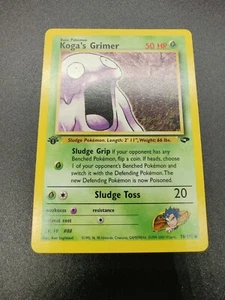 Basic Pokémon
Koga's Grimer 50 HP
Sludge Pokémon. Length: 2' 11", Weight: 66 lbs.
Sludge Grip If your opponent has any
Benched Pokémon, flip a coin. If heads, choose
1 of your opponent's Benched Pokémon and
switch it with the Defending Pokémon. The
new Defending Pokémon is now Poisoned.
Sludge Toss 20
weakness resistance